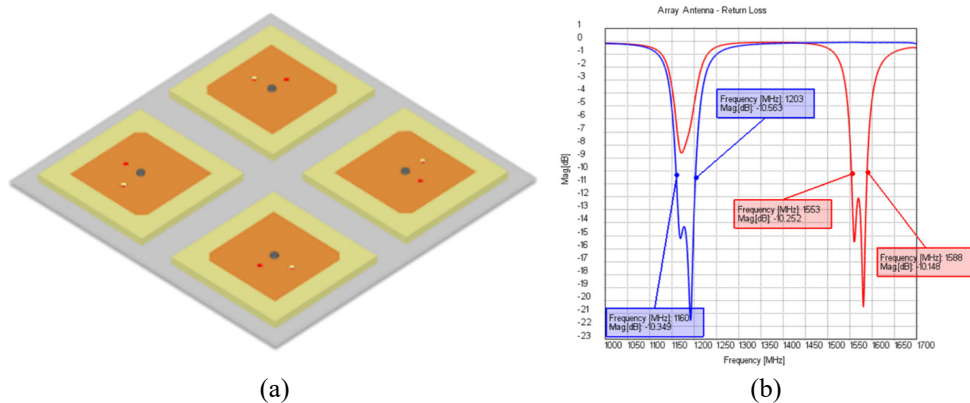 Array Antenna - Return Loss
1
0
-1
-2
-3
-4
-5
-6
-7
-8
-9
-10
-11
-12
-13
-14
-15
-16
-17
-18
-19
-20
-21
-22
-23
Mag.[dB]
Frequency [MHz]: 1203
Mag.[dB]: -10.563
Frequency [MHz]: 1553
Mag.[dB]: -10.252
Frequency [MHz]: 1588
Mag.[dB]: -10.148
Frequency [MHz]: 1160
Mag.[dB]: -10.349
1000 1050 1100 1150 1200 1250 1300 1350 1400 1450 1500 1550 1600 1650 1700
Frequency [MHz]
(a) (b)